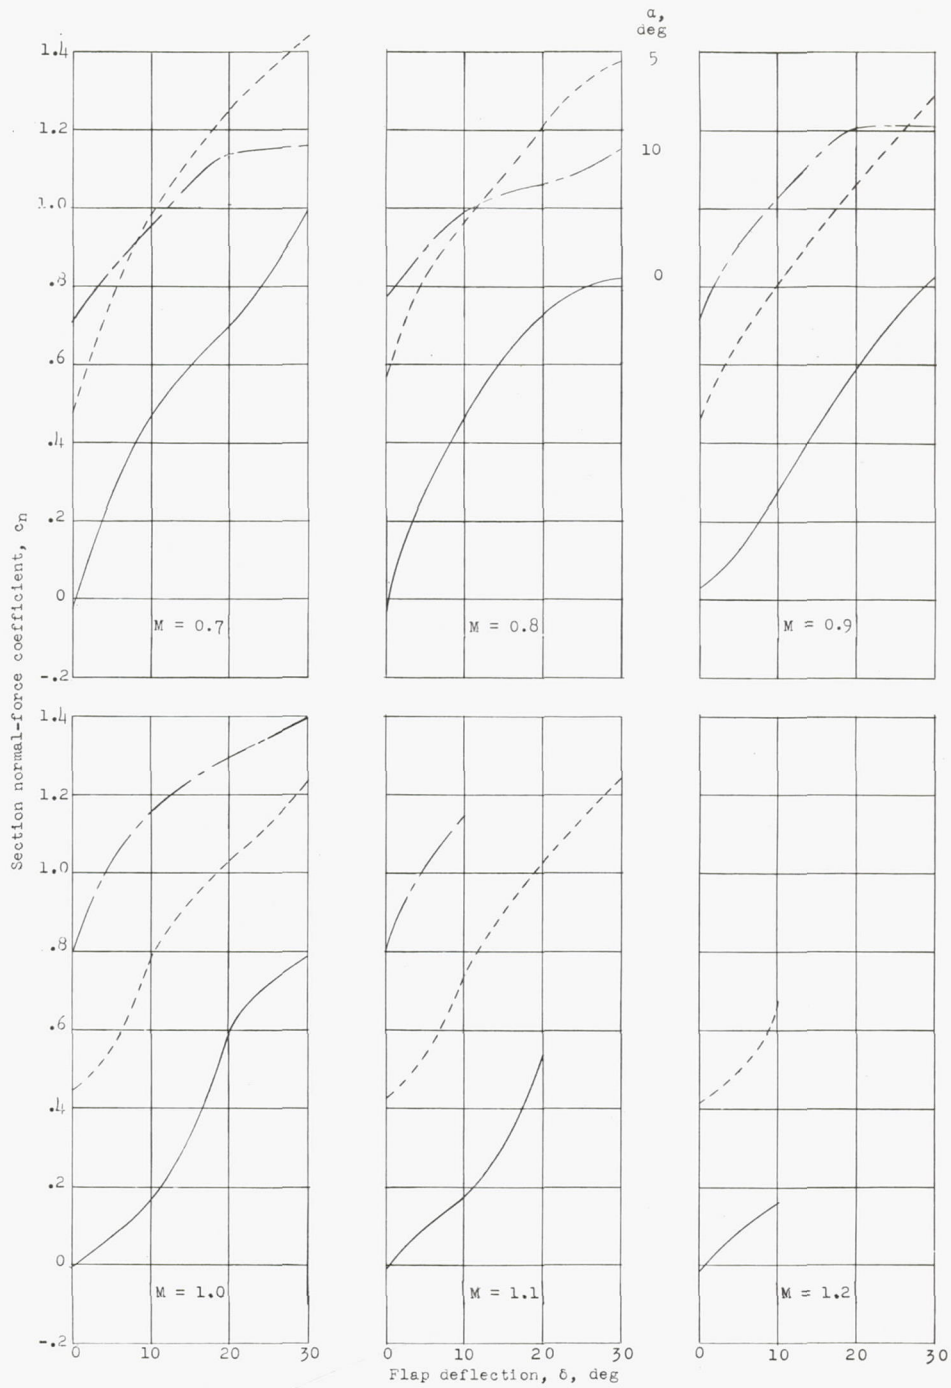 α,
deg
1.4
1.2
1.0
.8
.6
.4
.2
0
-.2
5
10
0
M = 0.7
M = 0.8
M = 0.9
Section normal-force coefficient, cn
1.4
1.2
1.0
.8
.6
.4
.2
0
-.2
M = 1.0
M = 1.1
M = 1.2
0 10 20 30
0 10 20 30
0 10 20 30
Flap deflection, δ, deg